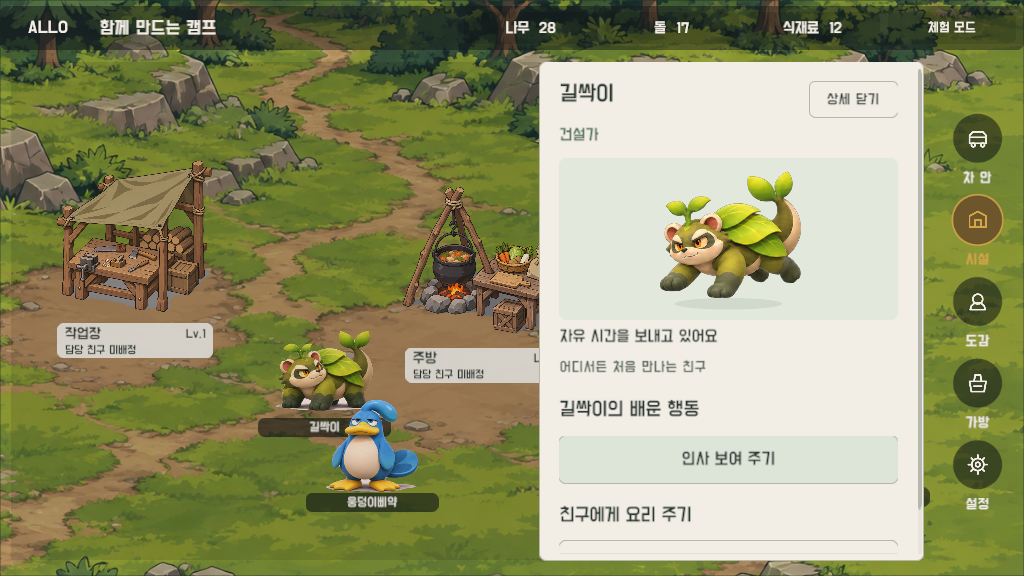 ALLO 함께 만드는 캠프 나무 28 돌 17 식재료 12 체험 모드
길싹이
상세 닫기
건설가
자유 시간을 보내고 있어요
어디서든 처음 만나는 친구
길싹이의 배운 행동
인사 보여 주기
친구에게 요리 주기
차 안
시설
도감
가방
설정
작업장 Lv.1
담당 친구 미배정
주방 L
담당 친구 미배정
길싹이
웅덩이삐약